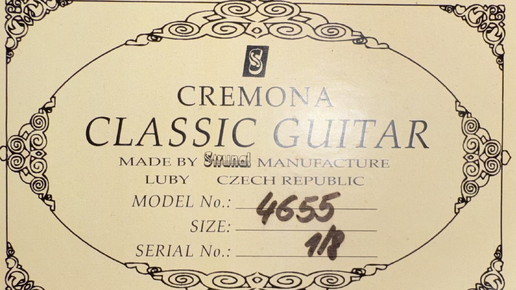 S
CREMONA
CLASSIC GUITAR
MADE BY Strunal MANUFACTURE
LUBY CZECH REPUBLIC
MODEL No.: 4655
SIZE: 1/8
SERIAL No.: